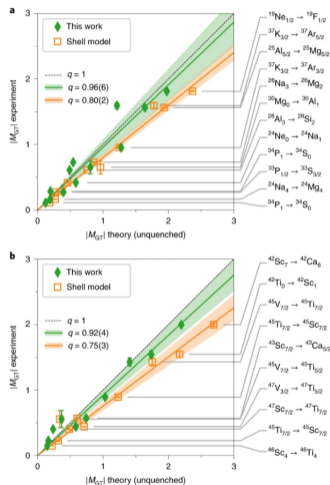 a
This work
Shell model
q = 1
q = 0.96(6)
q = 0.80(2)
3
2
1
0
|M_GT| experiment
0 1 2 3
|M_GT| theory (unquenched)
¹⁹Ne₁/₂ → ¹⁹F₁/₂
³⁷K₃/₂ → ³⁷Ar₅/₂
²⁵Al₅/₂ → ²⁵Mg₅/₂
³⁷K₃/₂ → ³⁷Ar₃/₂
²⁶Na₃ → ²⁶Mg₂
³⁰Mg₀ → ³⁰Al₁
²⁸Al₃ → ²⁸Si₂
²⁴Ne₀ → ²⁴Na₁
³⁴P₁ → ³⁴S₀
³³P₁/₂ → ³³S₃/₂
²⁴Na₄ → ²⁴Mg₄
³⁴P₁ → ³⁴S₀
b
This work
Shell model
q = 1
q = 0.92(4)
q = 0.75(3)
3
2
1
0
|M_GT| experiment
0 1 2 3
|M_GT| theory (unquenched)
⁴²Sc₇ → ⁴²Ca₆
⁴²Ti₀ → ⁴²Sc₁
⁴⁵V₇/₂ → ⁴⁵Ti₇/₂
⁴⁵Ti₇/₂ → ⁴⁵Sc₇/₂
⁴³Sc₇/₂ → ⁴³Ca₅/₂
⁴⁵V₇/₂ → ⁴⁵Ti₅/₂
⁴⁷V₃/₂ → ⁴⁷Ti₅/₂
⁴⁷Sc₇/₂ → ⁴⁷Ti₇/₂
⁴⁵Ti₇/₂ → ⁴⁵Sc₇/₂
⁴⁶Sc₄ → ⁴⁶Ti₄